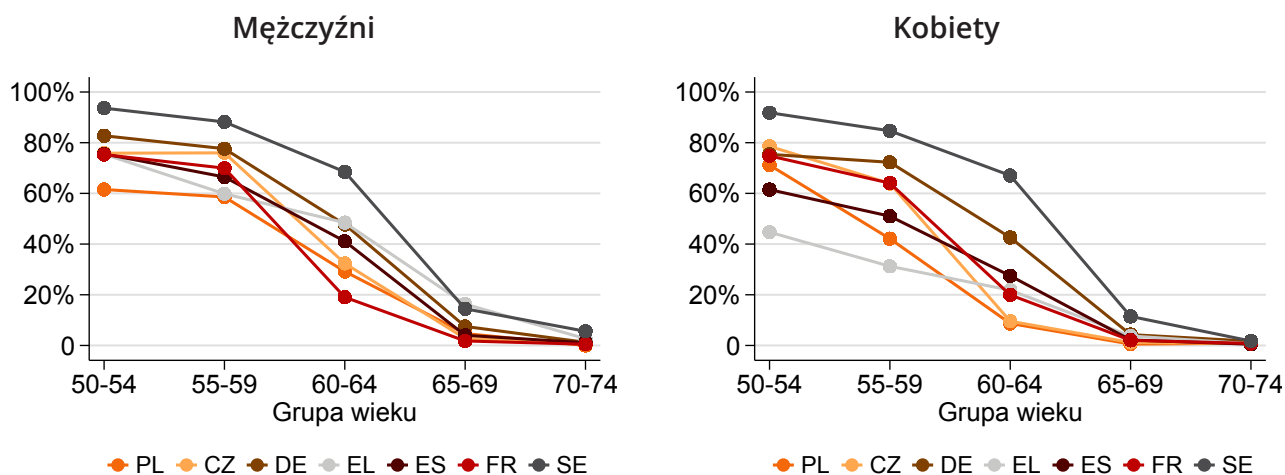 Mężczyźni
100%
80%
60%
40%
20%
0
50-54 55-59 60-64 65-69 70-74
Grupa wieku
PL CZ DE EL ES FR SE
Kobiety
100%
80%
60%
40%
20%
0
50-54 55-59 60-64 65-69 70-74
Grupa wieku
PL CZ DE EL ES FR SE